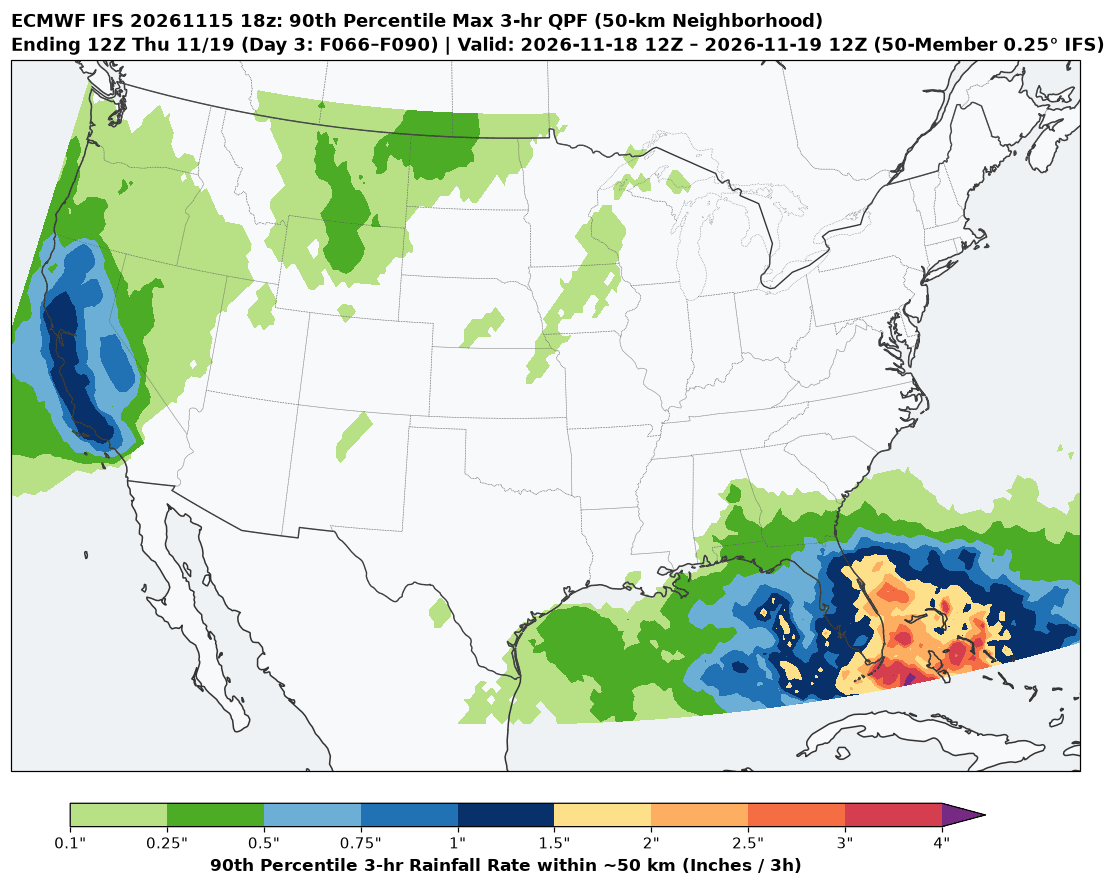 ECMWF IFS 20261115 18z: 90th Percentile Max 3-hr QPF (50-km Neighborhood)
Ending 12Z Thu 11/19 (Day 3: F066–F090) | Valid: 2026-11-18 12Z – 2026-11-19 12Z (50-Member 0.25° IFS)
0.1" 0.25" 0.5" 0.75" 1" 1.5" 2" 2.5" 3" 4"
90th Percentile 3-hr Rainfall Rate within ~50 km (Inches / 3h)